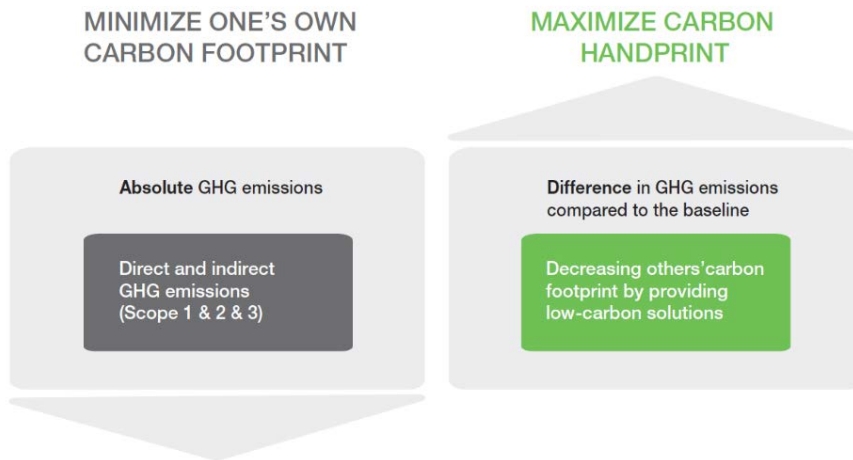 MINIMIZE ONE'S OWN
CARBON FOOTPRINT
Absolute GHG emissions
Direct and indirect
GHG emissions
(Scope 1 & 2 & 3)
MAXIMIZE CARBON
HANDPRINT
Difference in GHG emissions
compared to the baseline
Decreasing others'carbon
footprint by providing
low-carbon solutions